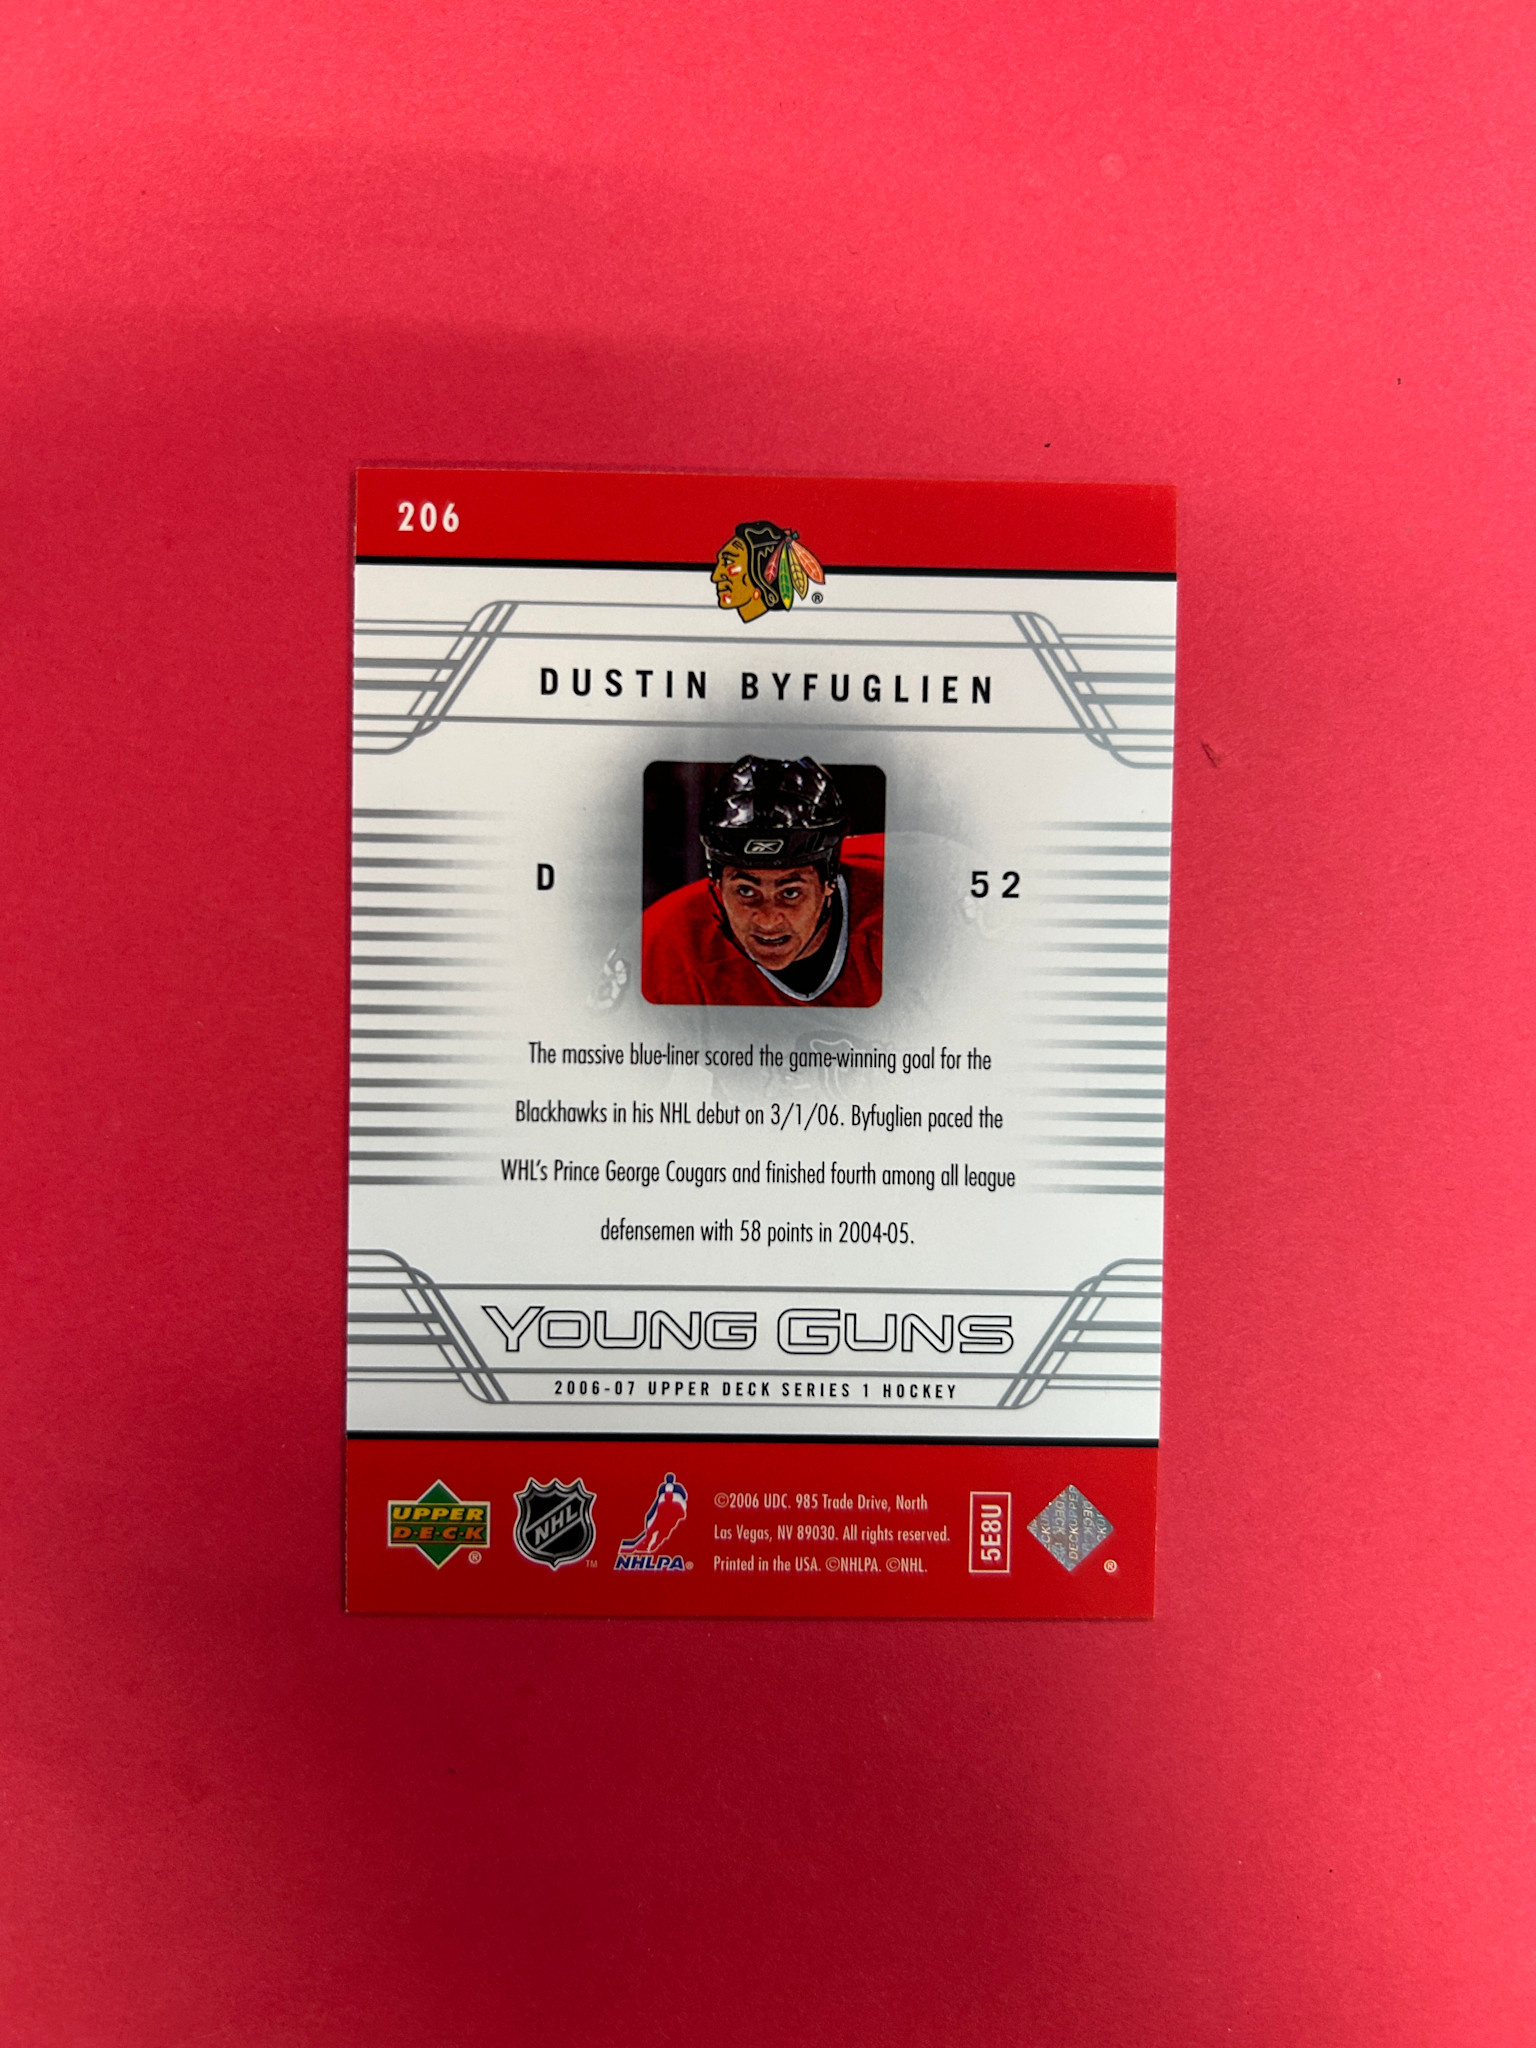 206
®
DUSTIN BYFUGLIEN
D
52
The massive blue-liner scored the game-winning goal for the
Blackhawks in his NHL debut on 3/1/06. Byfuglien paced the
WHL's Prince George Cougars and finished fourth among all league
defensemen with 58 points in 2004-05.
YOUNG GUNS
2006-07 UPPER DECK SERIES 1 HOCKEY
UPPER
D·E·C·K
®
NHL
TM
NHLPA®
©2006 UDC. 985 Trade Drive, North
Las Vegas, NV 89030. All rights reserved.
Printed in the USA. ©NHLPA. ©NHL.
5E8U
®